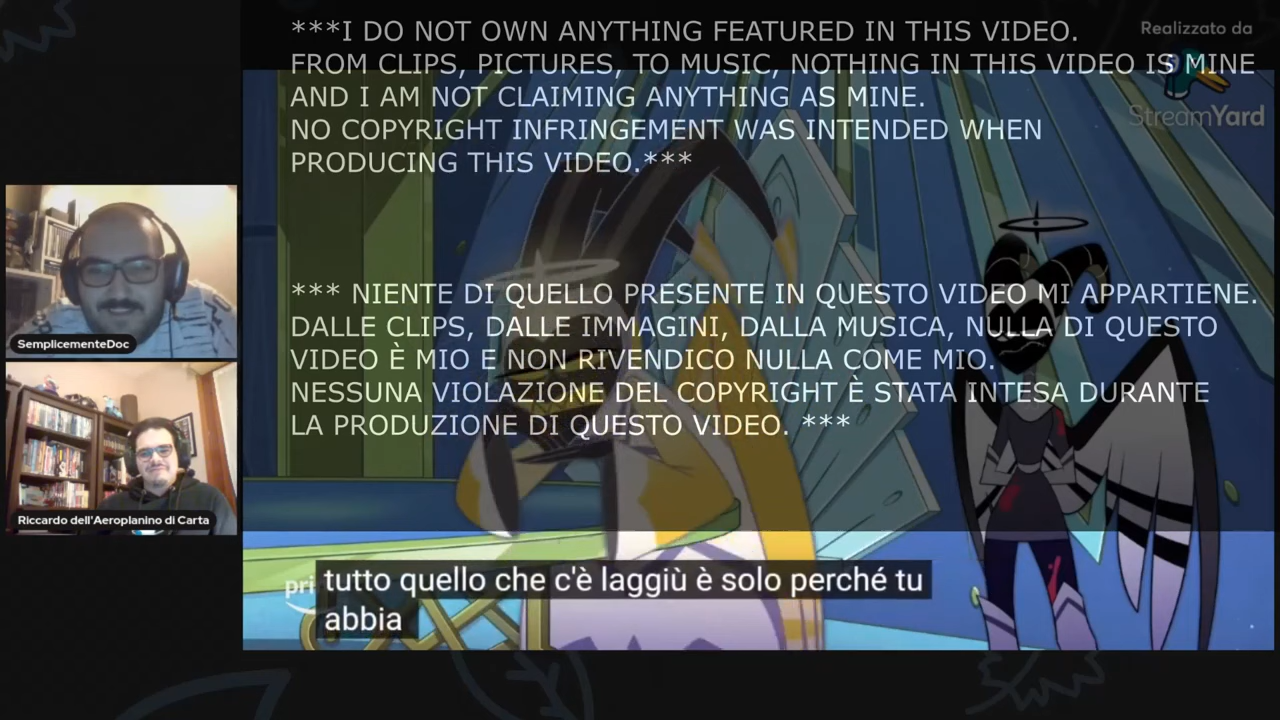 ***I DO NOT OWN ANYTHING FEATURED IN THIS VIDEO.
FROM CLIPS, PICTURES, TO MUSIC, NOTHING IN THIS VIDEO IS MINE
AND I AM NOT CLAIMING ANYTHING AS MINE.
NO COPYRIGHT INFRINGEMENT WAS INTENDED WHEN
PRODUCING THIS VIDEO.***
Realizzato da
StreamYard
*** NIENTE DI QUELLO PRESENTE IN QUESTO VIDEO MI APPARTIENE.
DALLE CLIPS, DALLE IMMAGINI, DALLA MUSICA, NULLA DI QUESTO
VIDEO È MIO E NON RIVENDICO NULLA COME MIO.
NESSUNA VIOLAZIONE DEL COPYRIGHT È STATA INTESA DURANTE
LA PRODUZIONE DI QUESTO VIDEO. ***
SemplicementeDoc
Riccardo dell'Aeroplanino di Carta
tutto quello che c'è laggiù è solo perché tu
abbia